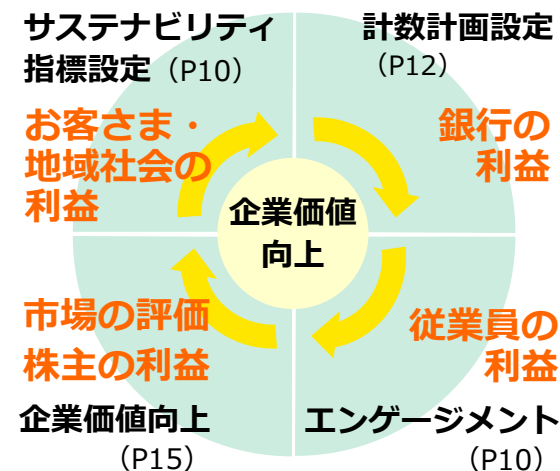 サステナビリティ
指標設定（P10）
お客さま・
地域社会の
利益
計数計画設定
（P12）
銀行の
利益
企業価値
向上
市場の評価
株主の利益
企業価値向上
（P15）
従業員の
利益
エンゲージメント
（P10）